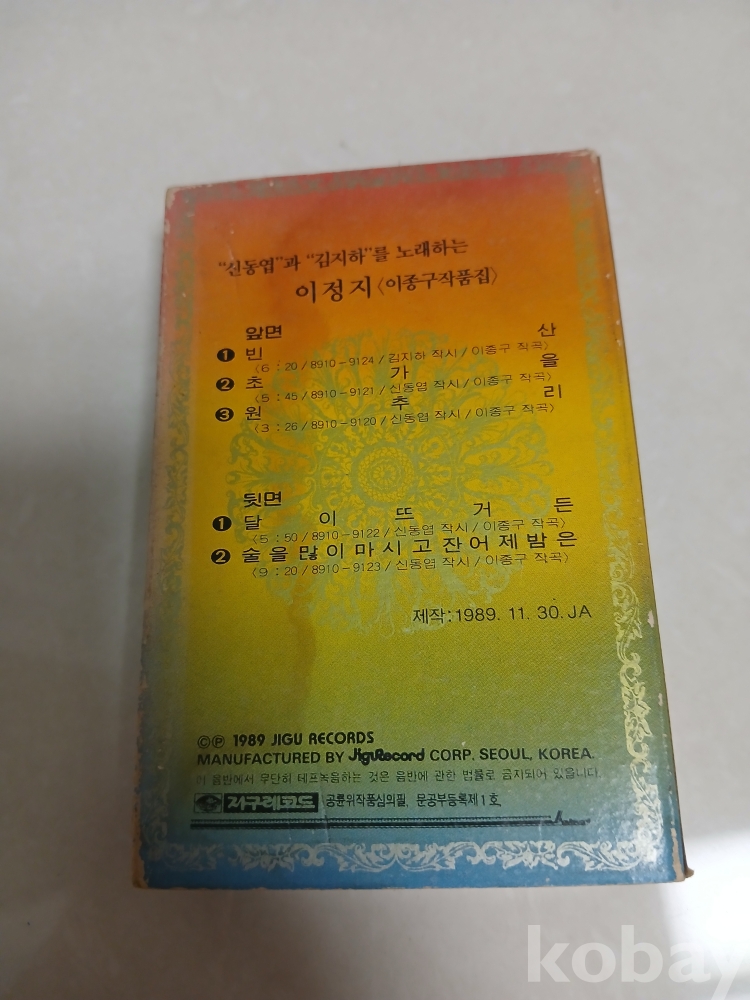 “신동엽”과 “김지하”를 노래하는
이정지〈이종구작품집〉
앞면
❶ 빈 산
〈6 : 20 / 8910-9124 / 김지하 작시 / 이종구 작곡〉
❷ 초 가 을
〈5 : 45 / 8910-9121 / 신동엽 작시 / 이종구 작곡〉
❸ 원 추 리
〈3 : 26 / 8910-9120 / 신동엽 작시 / 이종구 작곡〉
뒷면
❶ 달 이 뜨 거 든
〈5 : 50 / 8910-9122 / 신동엽 작시 / 이종구 작곡〉
❷ 술을많이마시고잔어제밤은
〈9 : 20 / 8910-9123 / 신동엽 작시 / 이종구 작곡〉
제작:1989. 11. 30. JA
©℗ 1989 JIGU RECORDS
MANUFACTURED BY JiguRecord CORP. SEOUL, KOREA.
이 음반에서 무단히 테프녹음하는 것은 음반에 관한 법률로 금지되어 있습니다
지구레코드 공륜위작품심의필, 문공부등록제1호
kobay